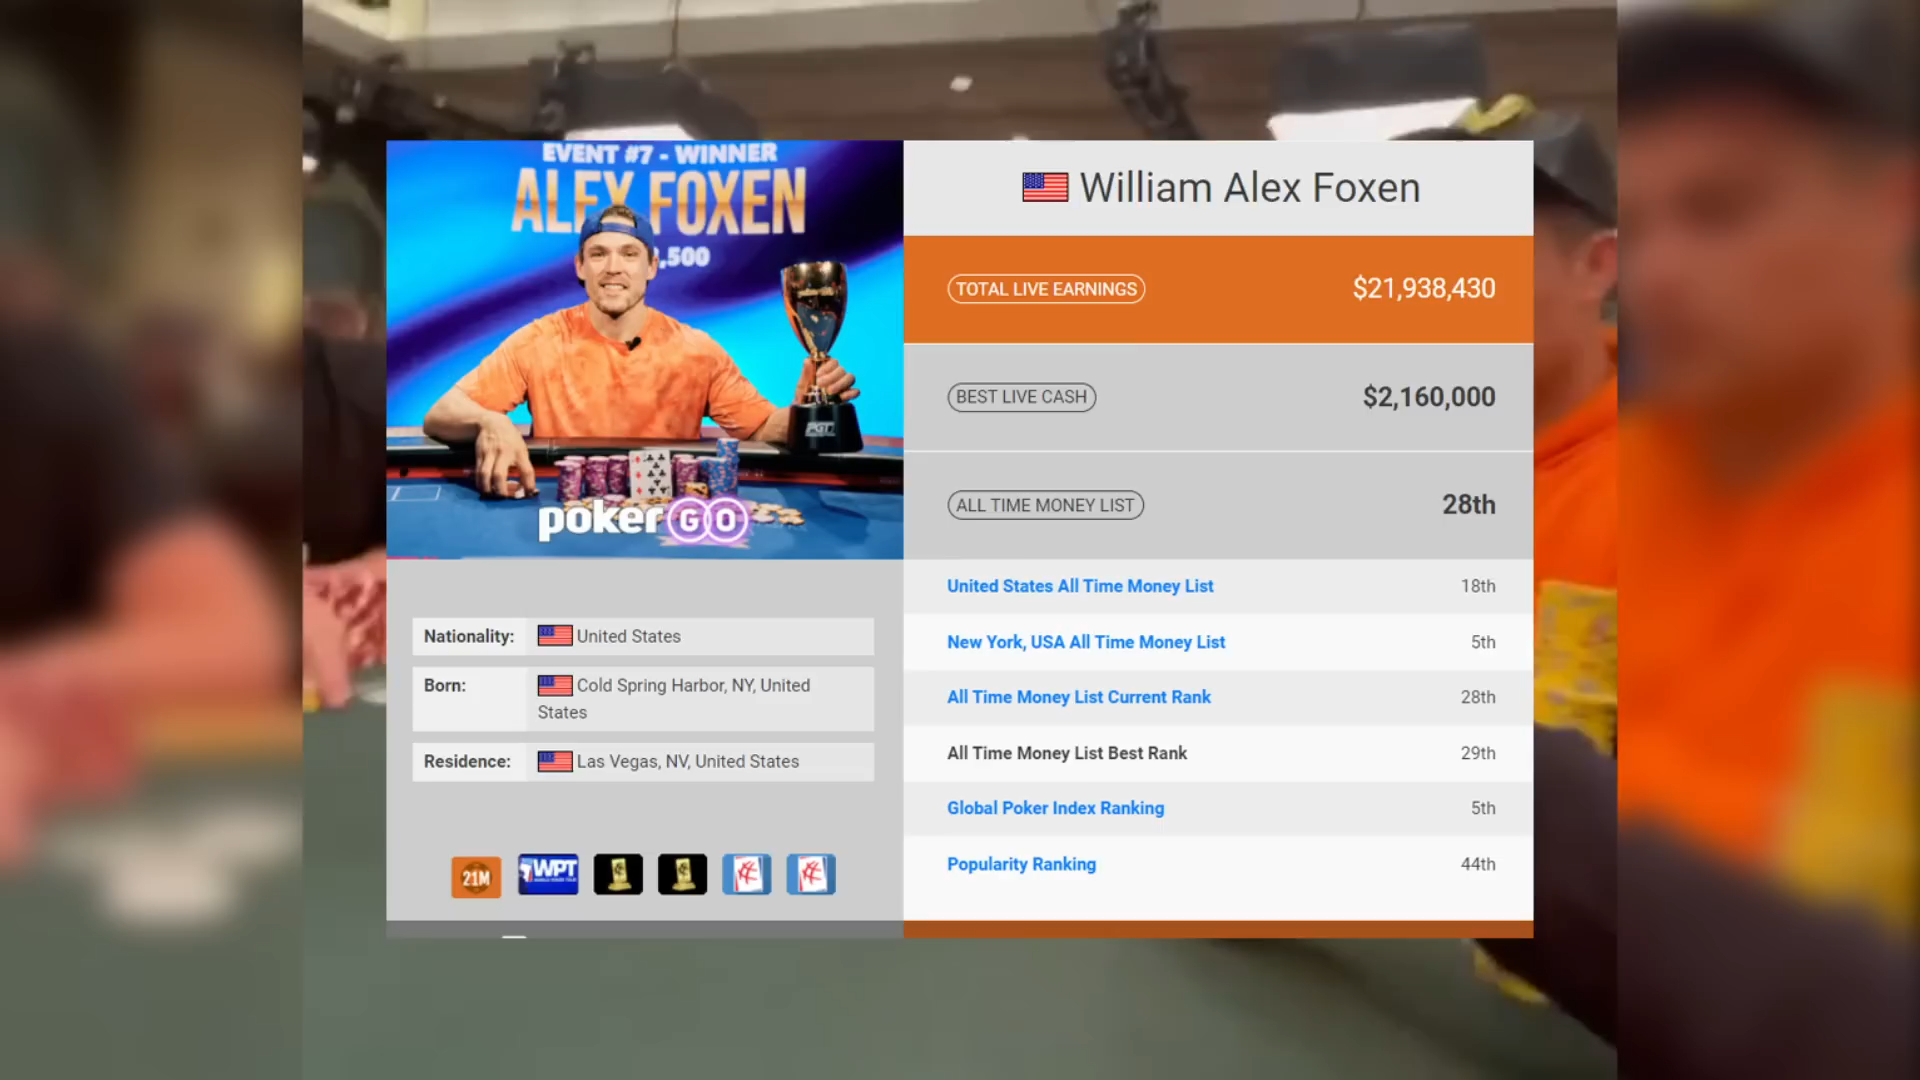 EVENT #7 - WINNER
ALEX FOXEN
,500
PGT
poker GO
William Alex Foxen
TOTAL LIVE EARNINGS $21,938,430
BEST LIVE CASH $2,160,000
ALL TIME MONEY LIST 28th
United States All Time Money List 18th
New York, USA All Time Money List 5th
All Time Money List Current Rank 28th
All Time Money List Best Rank 29th
Global Poker Index Ranking 5th
Popularity Ranking 44th
Nationality: United States
Born: Cold Spring Harbor, NY, United
States
Residence: Las Vegas, NV, United States
21M
WPT